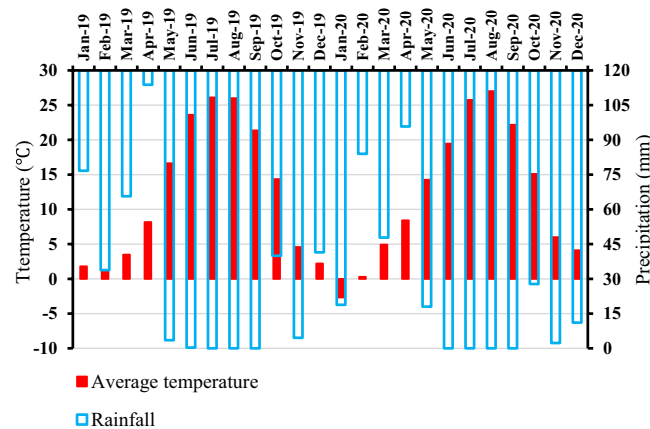 Jan-19 Feb-19 Mar-19 Apr-19 May-19 Jun-19 Jul-19 Aug-19 Sep-19 Oct-19 Nov-19 Dec-19 Jan-20 Feb-20 Mar-20 Apr-20 May-20 Jun-20 Jul-20 Aug-20 Sep-20 Oct-20 Nov-20 Dec-20
30 120
25 105
20 90
15 75
10 60
5 45
0 30
-5 15
-10 0
Ttemperature (°C)
Precipitation (mm)
Average temperature
Rainfall